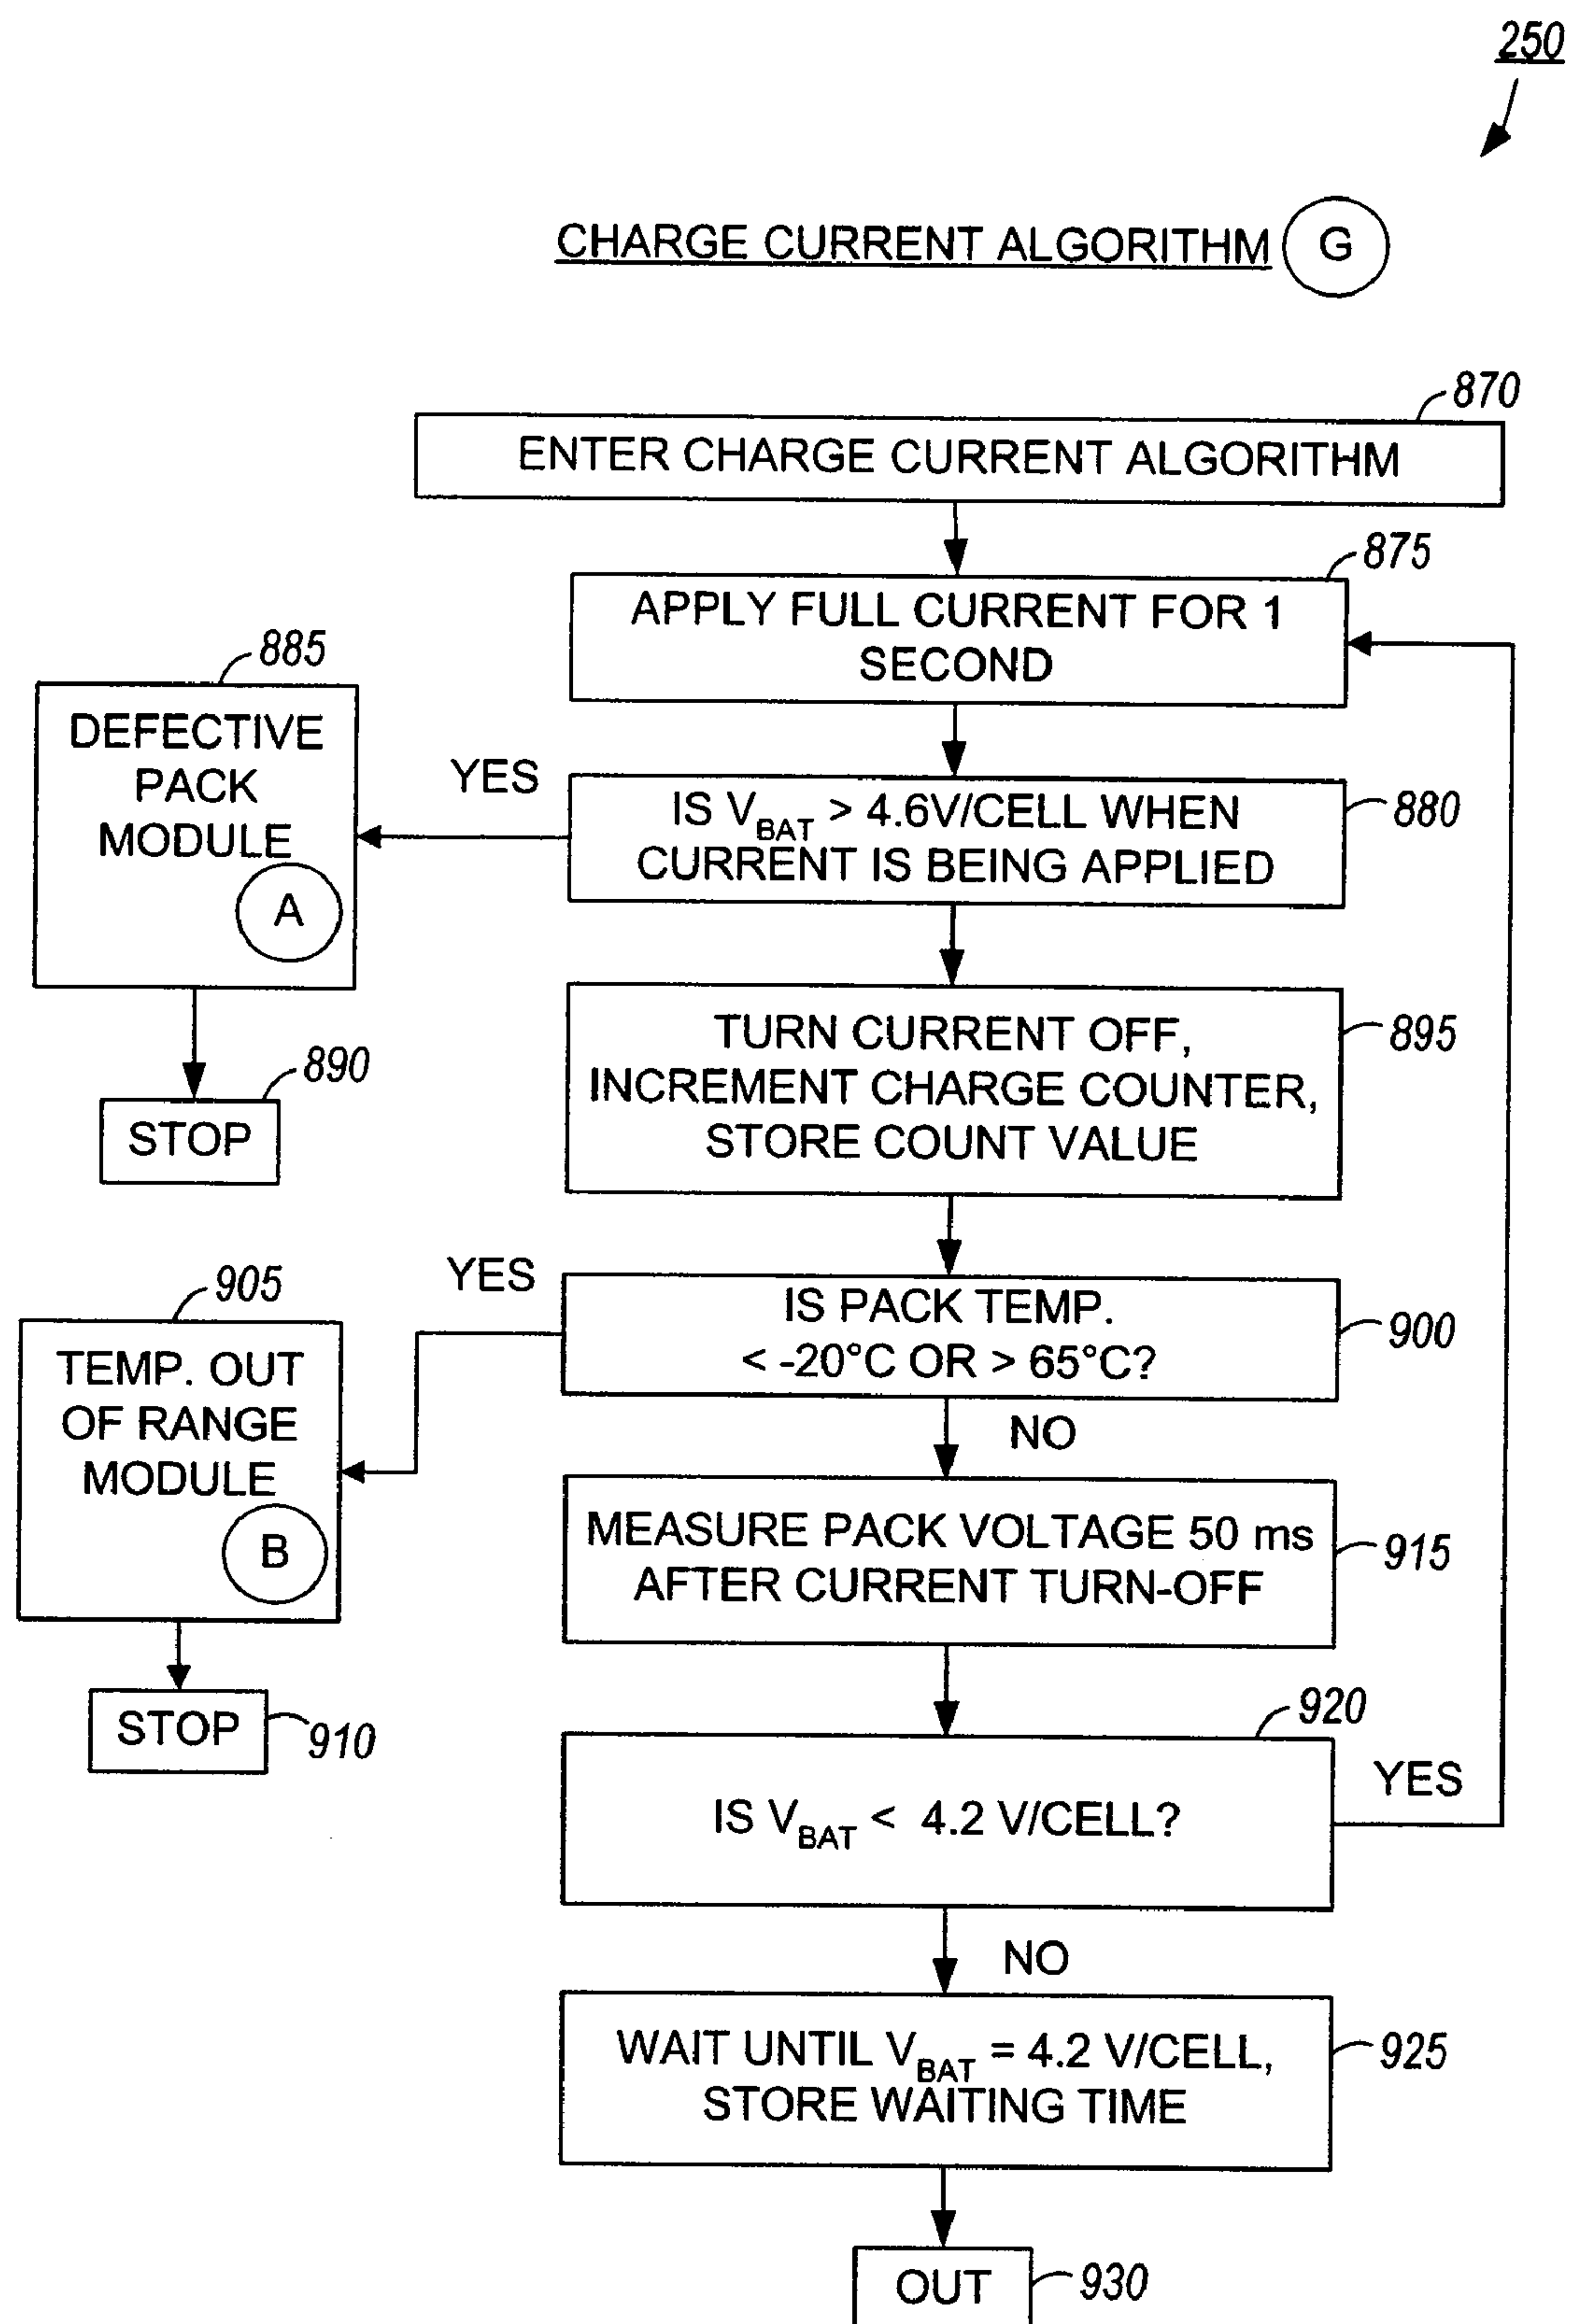 250
CHARGE CURRENT ALGORITHM G
870
ENTER CHARGE CURRENT ALGORITHM
875
APPLY FULL CURRENT FOR 1
SECOND
885
DEFECTIVE
PACK
MODULE
A
YES
880
IS VBAT > 4.6V/CELL WHEN
CURRENT IS BEING APPLIED
890
STOP
895
TURN CURRENT OFF,
INCREMENT CHARGE COUNTER,
STORE COUNT VALUE
YES
900
IS PACK TEMP.
< -20°C OR > 65°C?
905
TEMP. OUT
OF RANGE
MODULE
B
NO
915
MEASURE PACK VOLTAGE 50 ms
AFTER CURRENT TURN-OFF
STOP
910
920
IS VBAT < 4.2 V/CELL?
YES
NO
925
WAIT UNTIL VBAT = 4.2 V/CELL,
STORE WAITING TIME
OUT
930